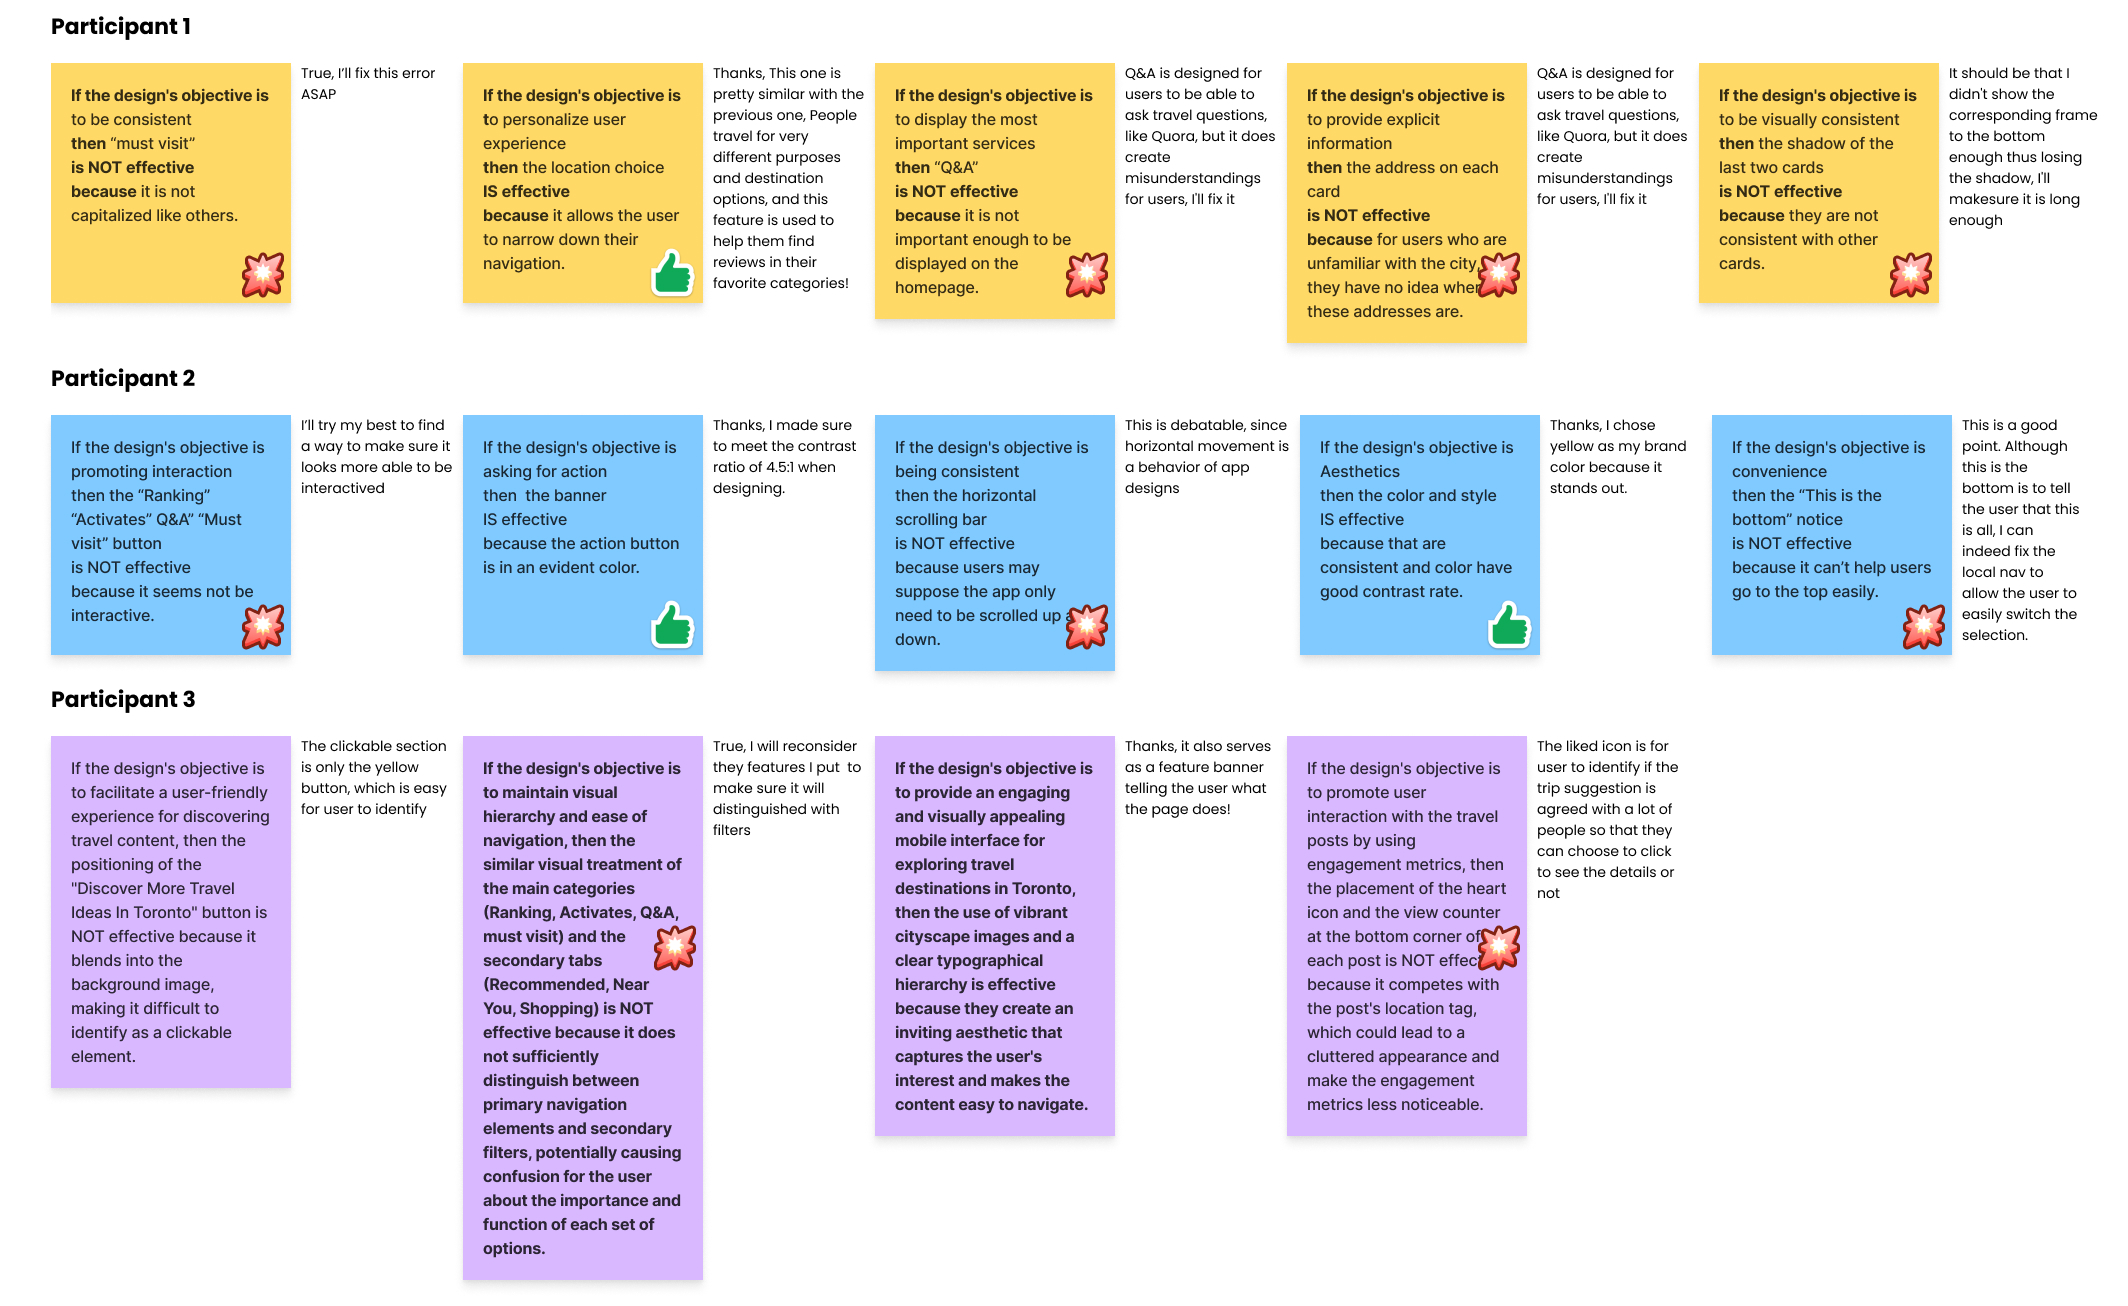 Participant 1
If the design's objective is
to be consistent
then “must visit”
is NOT effective
because it is not
capitalized like others.
True, I'll fix this error
ASAP
If the design's objective is
to personalize user
experience
then the location choice
IS effective
because it allows the user
to narrow down their
navigation.
Thanks, This one is
pretty similar with the
previous one, People
travel for very
different purposes
and destination
options, and this
feature is used to
help them find
reviews in their
favorite categories!
If the design's objective is
to display the most
important services
then “Q&A”
is NOT effective
because it is not
important enough to be
displayed on the
homepage.
Q&A is designed for
users to be able to
ask travel questions,
like Quora, but it does
create
misunderstandings
for users, I'll fix it
If the design's objective is
to provide explicit
information
then the address on each
card
is NOT effective
because for users who are
unfamiliar with the city,
they have no idea wher
these addresses are.
Q&A is designed for
users to be able to
ask travel questions,
like Quora, but it does
create
misunderstandings
for users, I'll fix it
If the design's objective is
to be visually consistent
then the shadow of the
last two cards
is NOT effective
because they are not
consistent with other
cards.
It should be that I
didn't show the
corresponding frame
to the bottom
enough thus losing
the shadow, I'll
makesure it is long
enough
Participant 2
If the design's objective is
promoting interaction
then the “Ranking”
“Activates” Q&A” “Must
visit” button
is NOT effective
because it seems not be
interactive.
I'll try my best to find
a way to make sure it
looks more able to be
interactived
If the design's objective is
asking for action
then  the banner
IS effective
because the action button
is in an evident color.
Thanks, I made sure
to meet the contrast
ratio of 4.5:1 when
designing.
If the design's objective is
being consistent
then the horizontal
scrolling bar
is NOT effective
because users may
suppose the app only
need to be scrolled up
down.
This is debatable, since
horizontal movement is
a behavior of app
designs
If the design's objective is
Aesthetics
then the color and style
IS effective
because that are
consistent and color have
good contrast rate.
Thanks, I chose
yellow as my brand
color because it
stands out.
If the design's objective is
convenience
then the “This is the
bottom” notice
is NOT effective
because it can’t help users
go to the top easily.
This is a good
point. Although
this is the
bottom is to tell
the user that this
is all, I can
indeed fix the
local nav to
allow the user to
easily switch the
selection.
Participant 3
If the design's objective is
to facilitate a user-friendly
experience for discovering
travel content, then the
positioning of the
"Discover More Travel
Ideas In Toronto" button is
NOT effective because it
blends into the
background image,
making it difficult to
identify as a clickable
element.
The clickable section
is only the yellow
button, which is easy
for user to identify
If the design's objective is
to maintain visual
hierarchy and ease of
navigation, then the
similar visual treatment of
the main categories
(Ranking, Activates, Q&A,
must visit) and the
secondary tabs
(Recommended, Near
You, Shopping) is NOT
effective because it does
not sufficiently
distinguish between
primary navigation
elements and secondary
filters, potentially causing
confusion for the user
about the importance and
function of each set of
options.
True, I will reconsider
they features I put  to
make sure it will
distinguished with
filters
If the design's objective is
to provide an engaging
and visually appealing
mobile interface for
exploring travel
destinations in Toronto,
then the use of vibrant
cityscape images and a
clear typographical
hierarchy is effective
because they create an
inviting aesthetic that
captures the user's
interest and makes the
content easy to navigate.
Thanks, it also serves
as a feature banner
telling the user what
the page does!
If the design's objective is
to promote user
interaction with the travel
posts by using
engagement metrics, then
the placement of the heart
icon and the view counter
at the bottom corner of
each post is NOT effec
because it competes with
the post's location tag,
which could lead to a
cluttered appearance and
make the engagement
metrics less noticeable.
The liked icon is for
user to identify if the
trip suggestion is
agreed with a lot of
people so that they
can choose to click
to see the details or
not